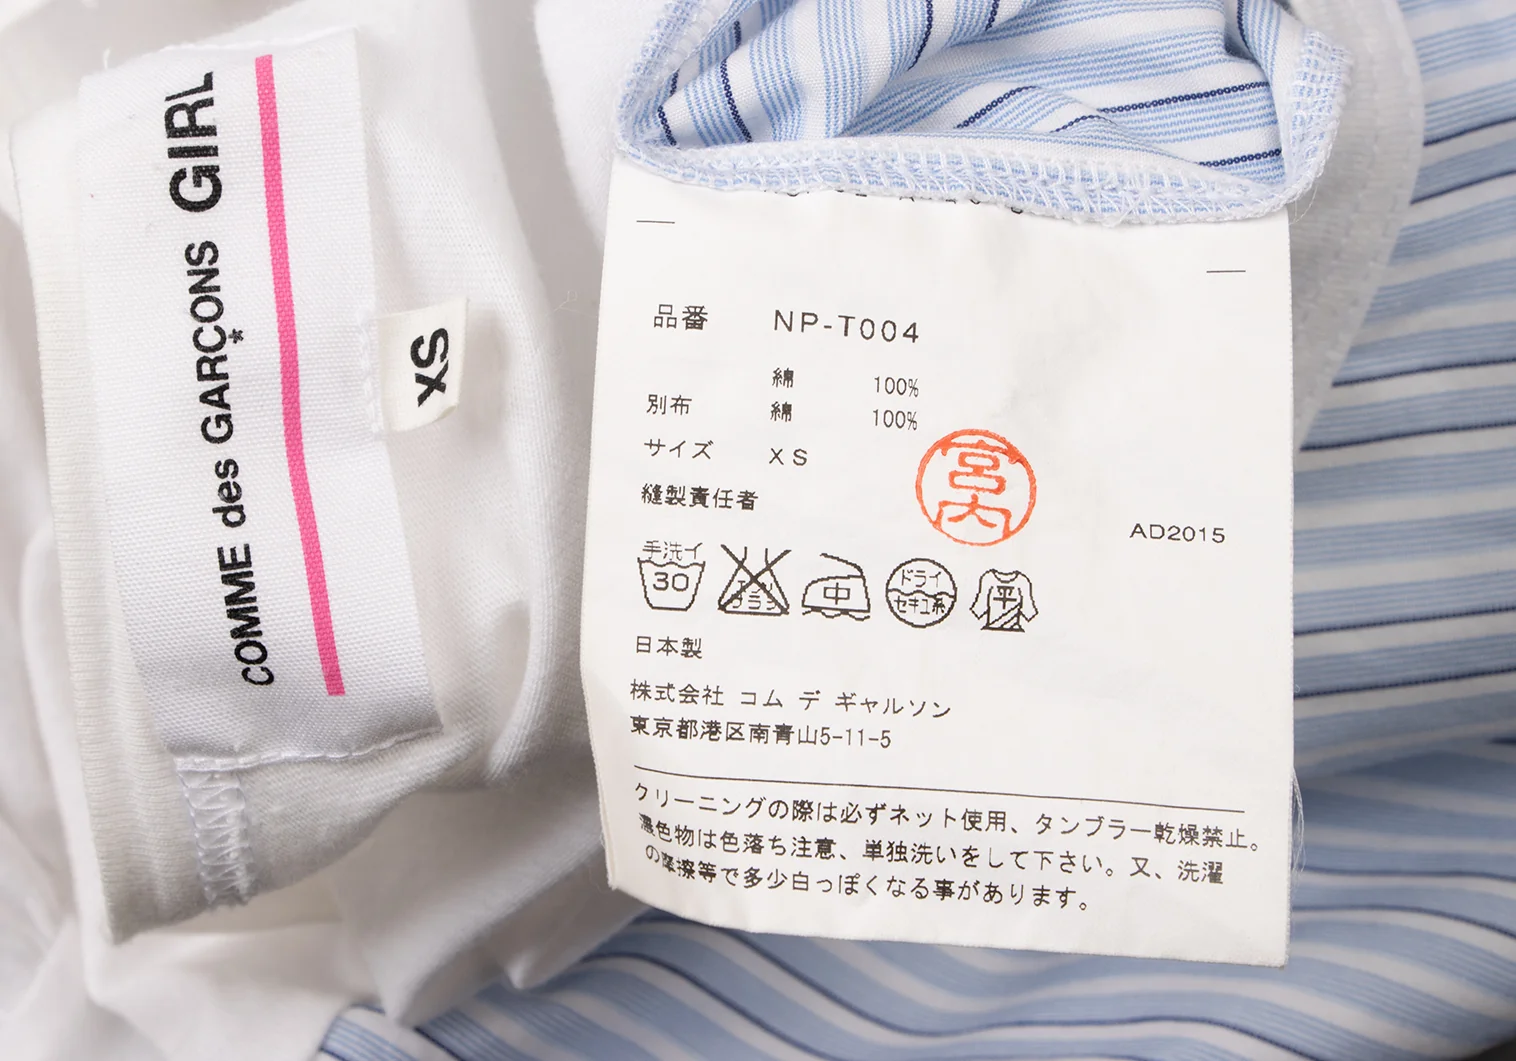 COMME des GARÇONS GIRL
*
XS
品番 NP-T004
綿 100%
別布 綿 100%
サイズ XS
縫製責任者
宮内
AD2015
手洗イ
30
中
ドライ
セキユ系
平
日本製
株式会社 コム デ ギャルソン
東京都港区南青山5-11-5
クリーニングの際は必ずネット使用、タンブラー乾燥禁止。
濃色物は色落ち注意、単独洗いをして下さい。又、洗濯
の摩擦等で多少白っぽくなる事があります。